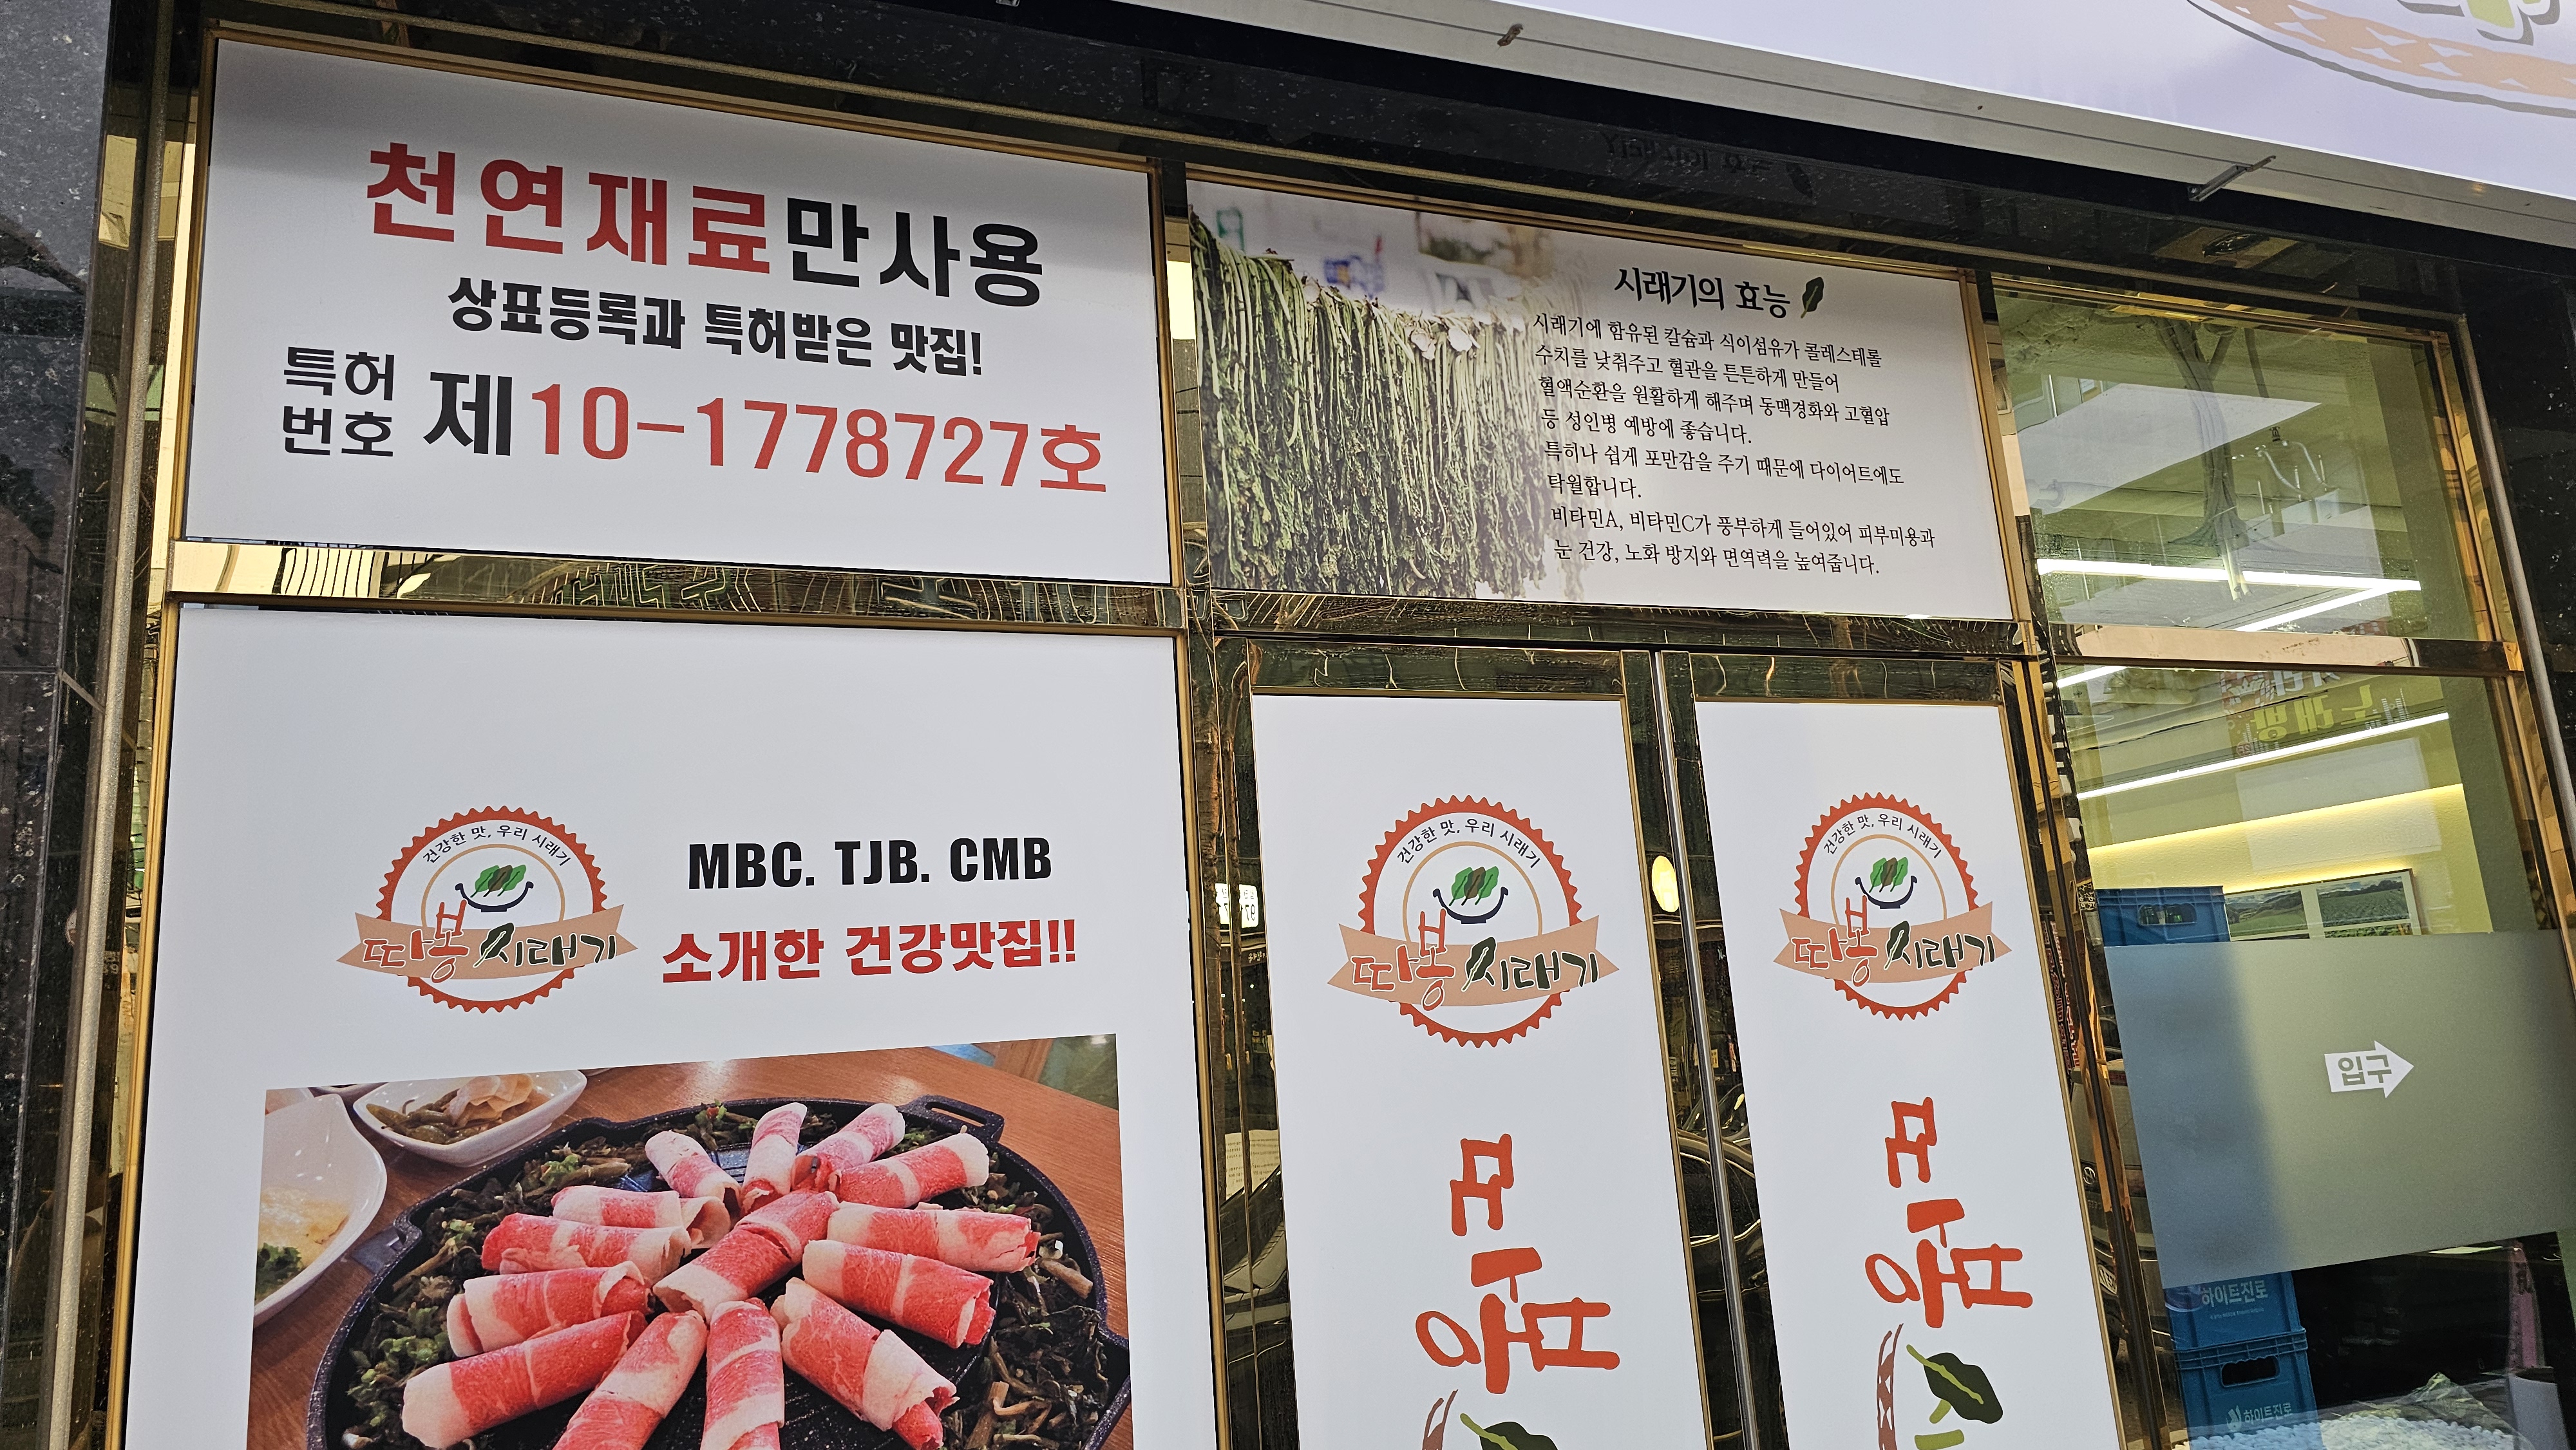 천연재료만사용
상표등록과 특허받은 맛집!
특허
번호 제10-1778727호
시래기의 효능
시래기에 함유된 칼슘과 식이섬유가 콜레스테롤
수치를 낮춰주고 혈관을 튼튼하게 만들어
혈액순환을 원활하게 해주며 동맥경화와 고혈압
등 성인병 예방에 좋습니다.
특히나 쉽게 포만감을 주기 때문에 다이어트에도
탁월합니다.
비타민A, 비타민C가 풍부하게 들어있어 피부미용과
눈 건강, 노화 방지와 면역력을 높여줍니다.
건강한 맛, 우리 시래기
따봉 시래기
MBC. TJB. CMB
소개한 건강맛집!!
건강한 맛, 우리 시래기
따봉 시래기
따봉
건강한 맛, 우리 시래기
따봉 시래기
따봉
입구
하이트진로
하이트진로